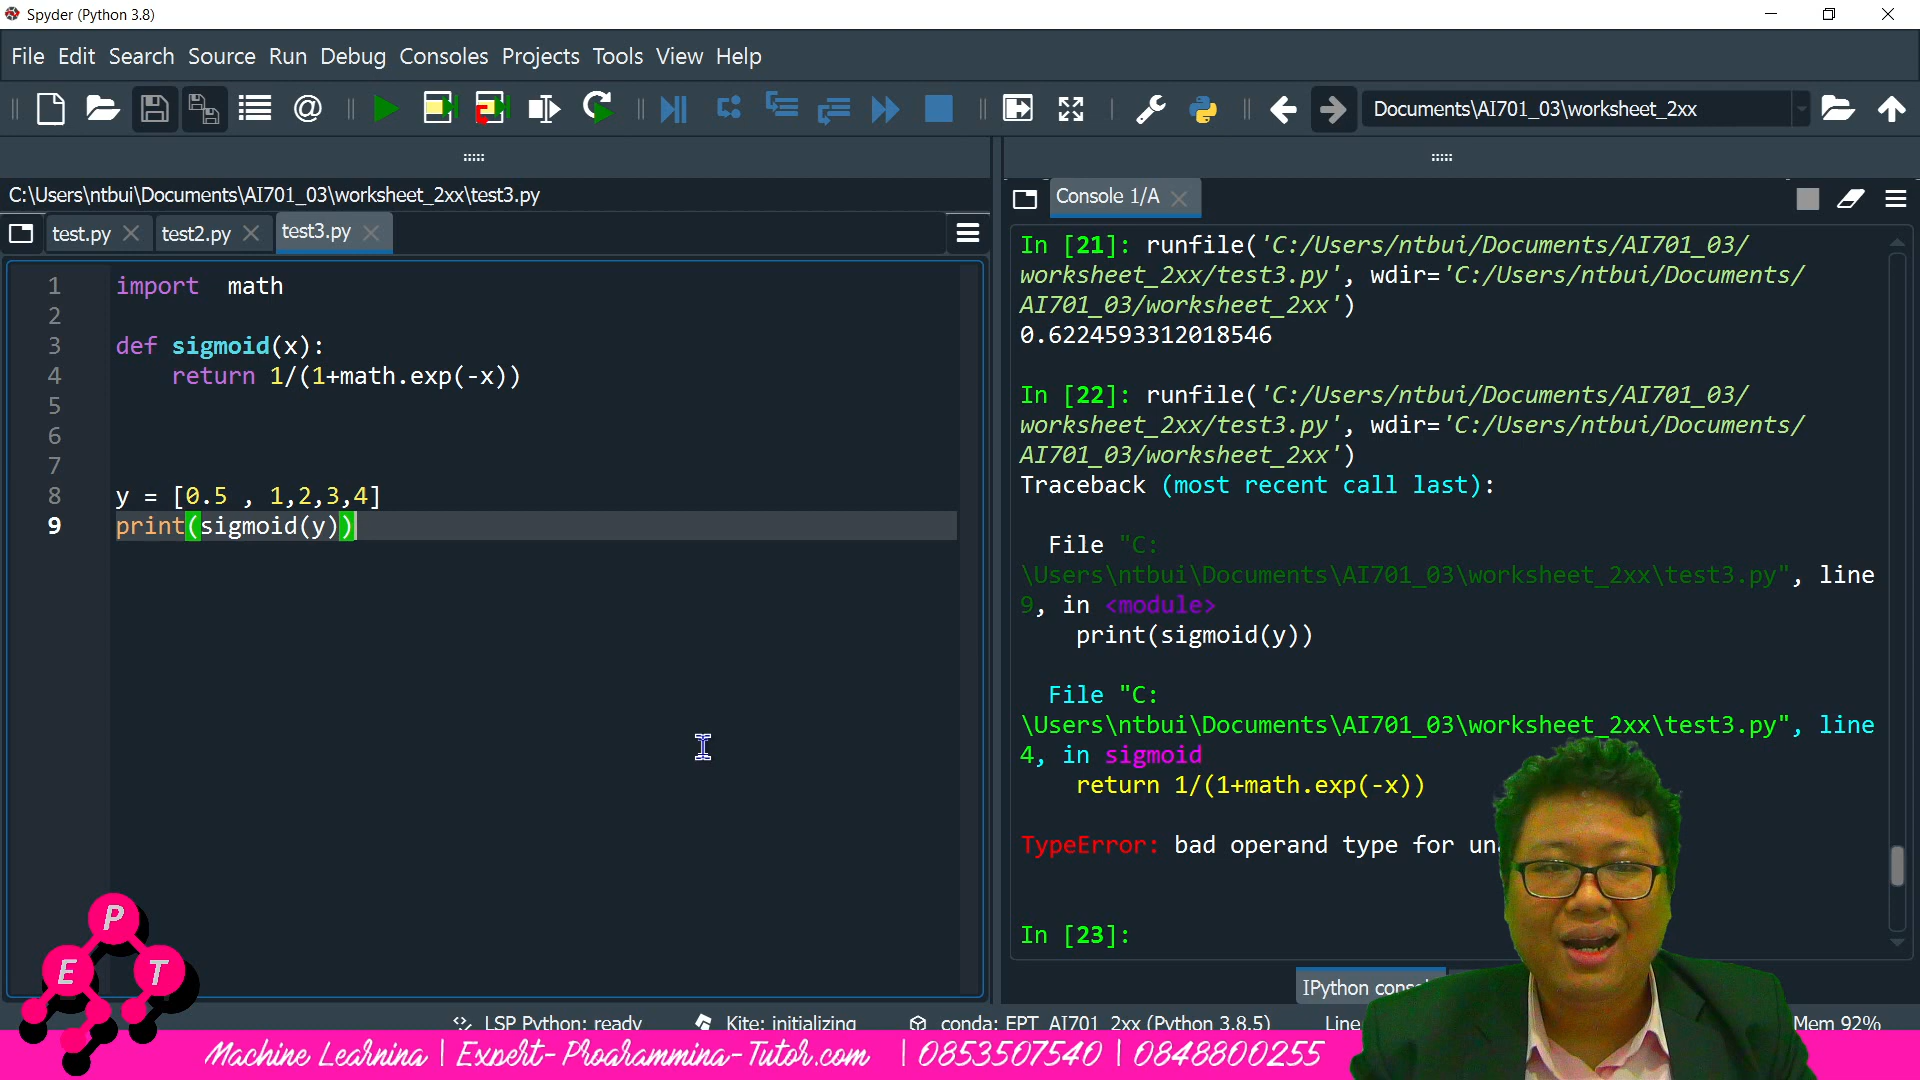 Spyder (Python 3.8)
File Edit Search Source Run Debug Consoles Projects Tools View Help
Documents\AI701_03\worksheet_2xx
C:\Users\ntbui\Documents\AI701_03\worksheet_2xx\test3.py
test.py test2.py test3.py
1 import math
2
3 def sigmoid(x):
4 return 1/(1+math.exp(-x))
5
6
7
8 y = [0.5 , 1,2,3,4]
9 print(sigmoid(y))
Console 1/A
In [21]: runfile('C:/Users/ntbui/Documents/AI701_03/
worksheet_2xx/test3.py', wdir='C:/Users/ntbui/Documents/
AI701_03/worksheet_2xx')
0.6224593312018546
In [22]: runfile('C:/Users/ntbui/Documents/AI701_03/
worksheet_2xx/test3.py', wdir='C:/Users/ntbui/Documents/
AI701_03/worksheet_2xx')
Traceback (most recent call last):
File "C:
\Users\ntbui\Documents\AI701_03\worksheet_2xx\test3.py", line
9, in <module>
print(sigmoid(y))
File "C:
\Users\ntbui\Documents\AI701_03\worksheet_2xx\test3.py", line
4, in sigmoid
return 1/(1+math.exp(-x))
TypeError: bad operand type for
In [23]:
IPython
LSP Python: ready Kite: initializing conda: EPT_AI701_2xx (Python 3.8.5) Line Mem 92%
P
E T
Machine Learning | Expert-Programming-Tutor.com | 0853507540 | 0848800255